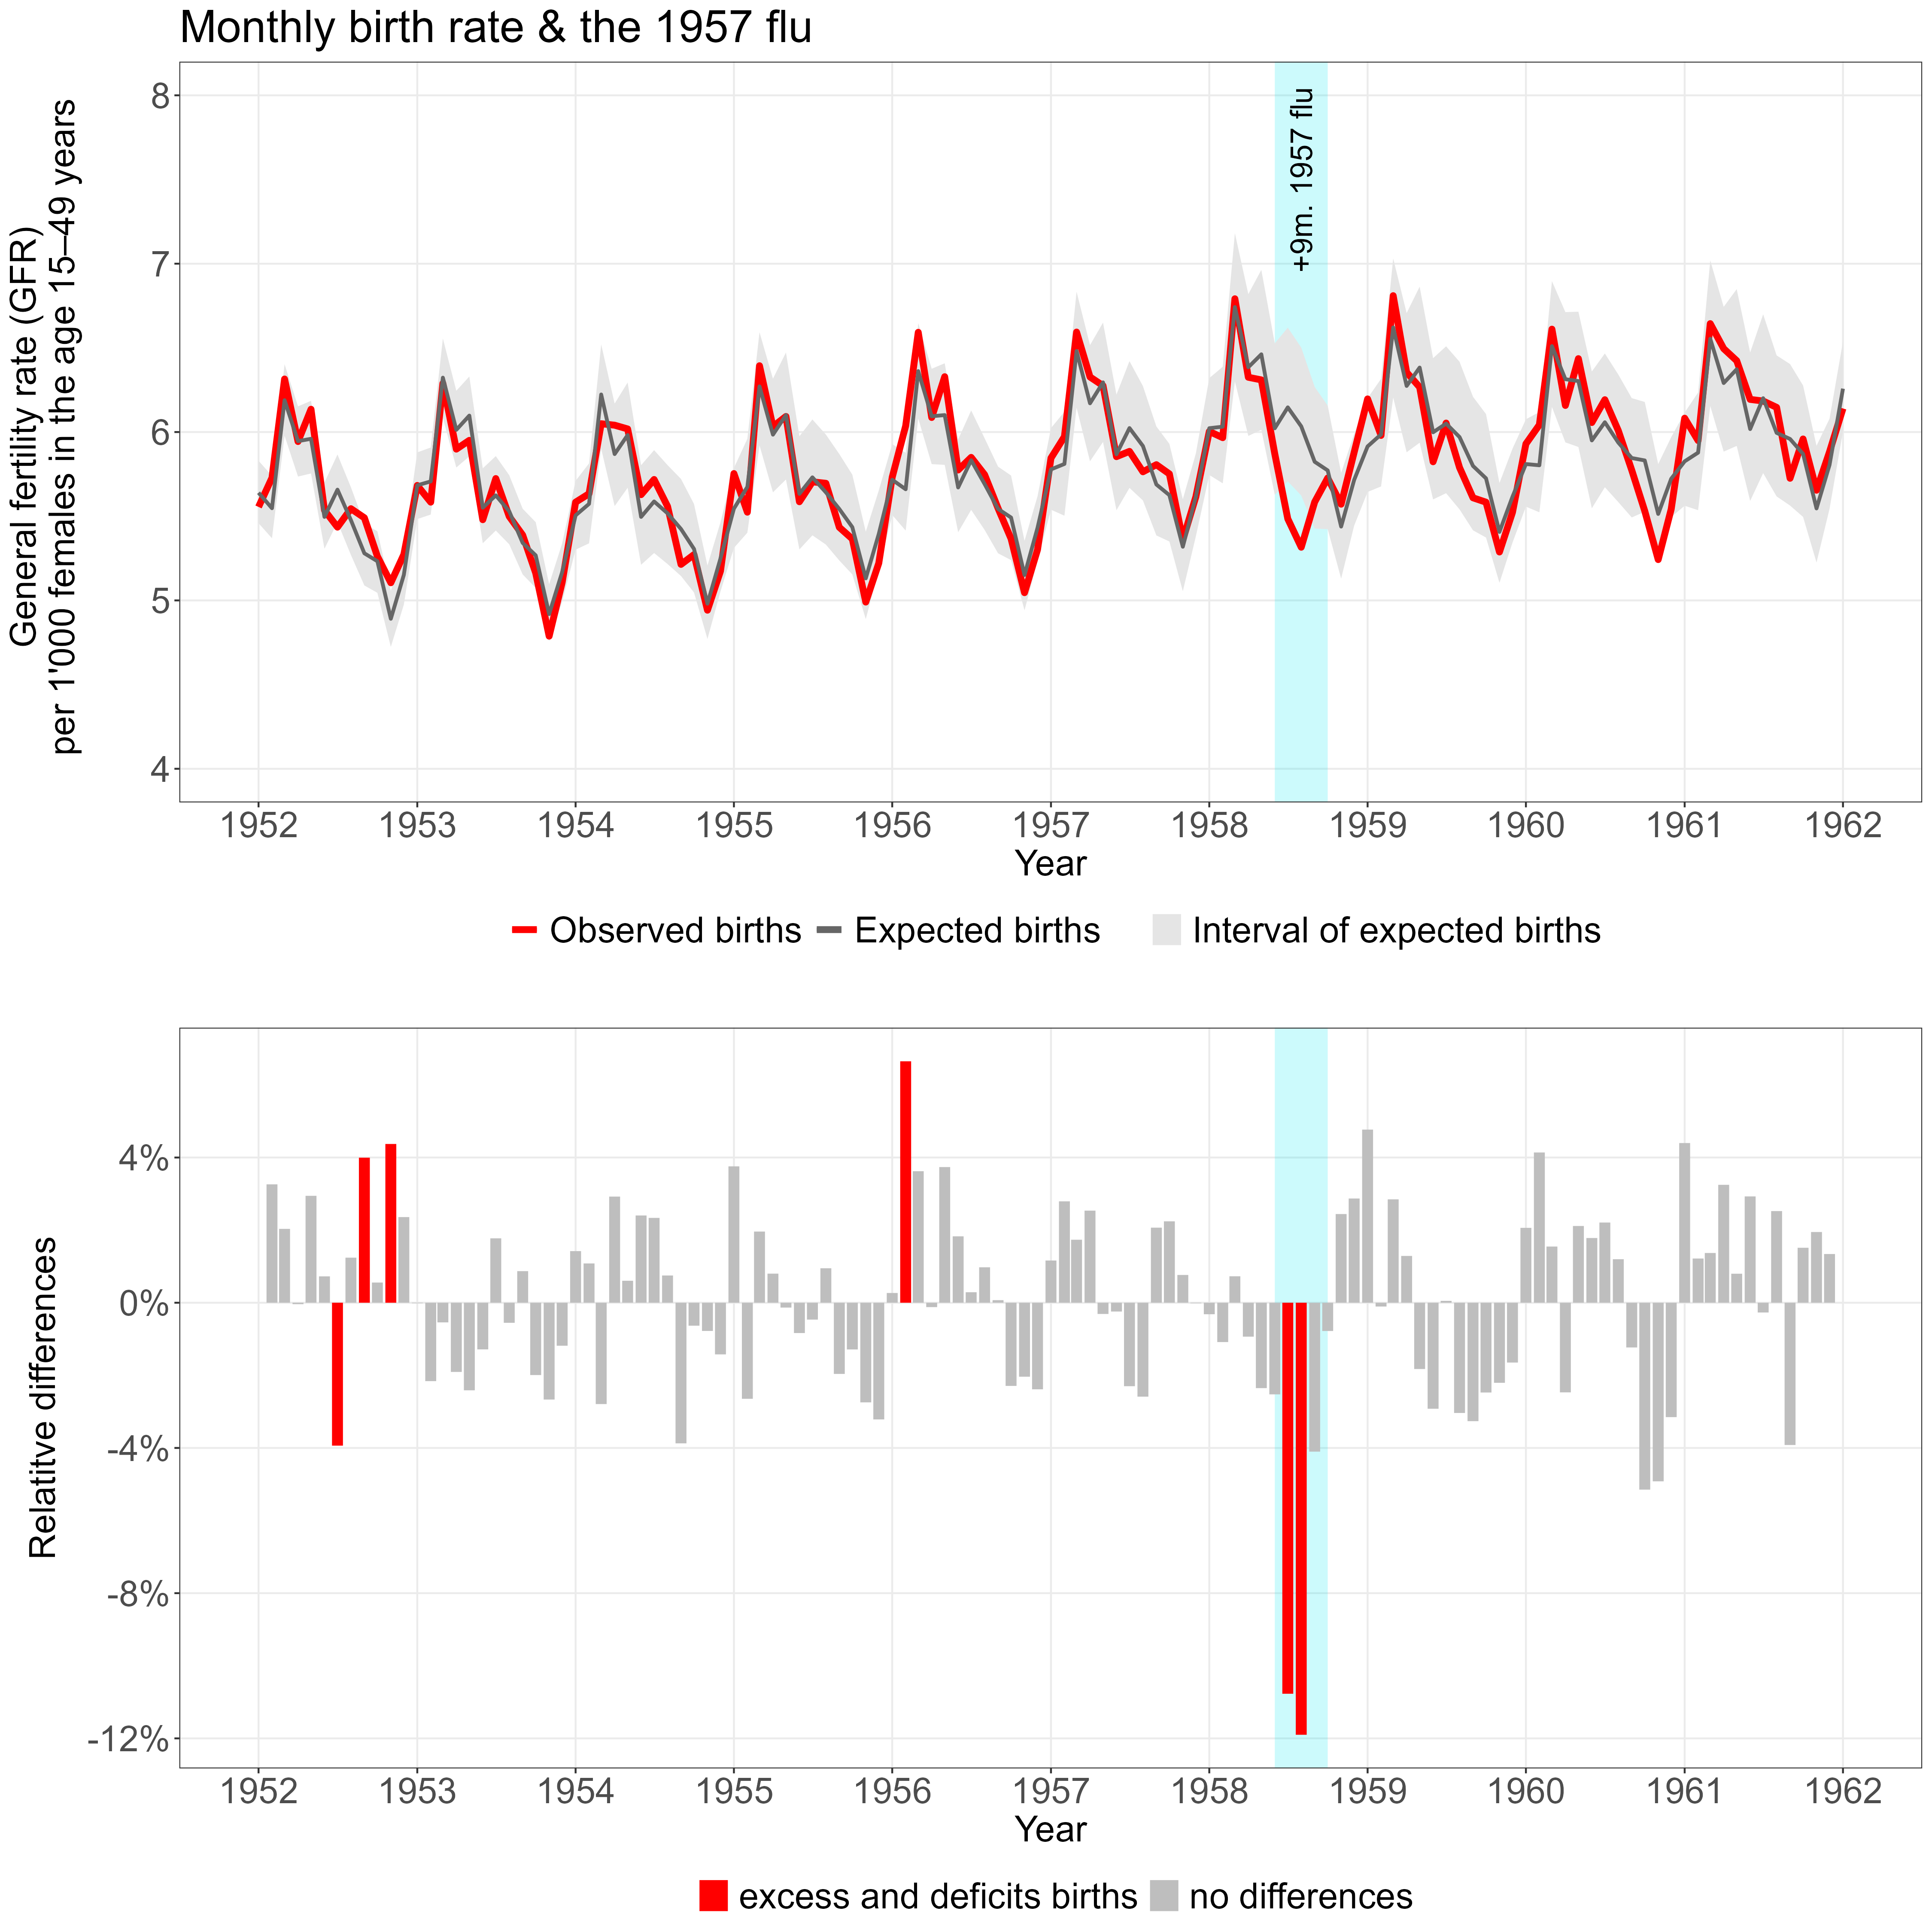 Monthly birth rate & the 1957 flu
General fertility rate (GFR)
per 1'000 females in the age 15–49 years
8
7
6
5
4
+9m. 1957 flu
1952 1953 1954 1955 1956 1957 1958 1959 1960 1961 1962
Year
Observed births Expected births Interval of expected births
Relatitve differences
4%
0%
-4%
-8%
-12%
1952 1953 1954 1955 1956 1957 1958 1959 1960 1961 1962
Year
excess and deficits births no differences